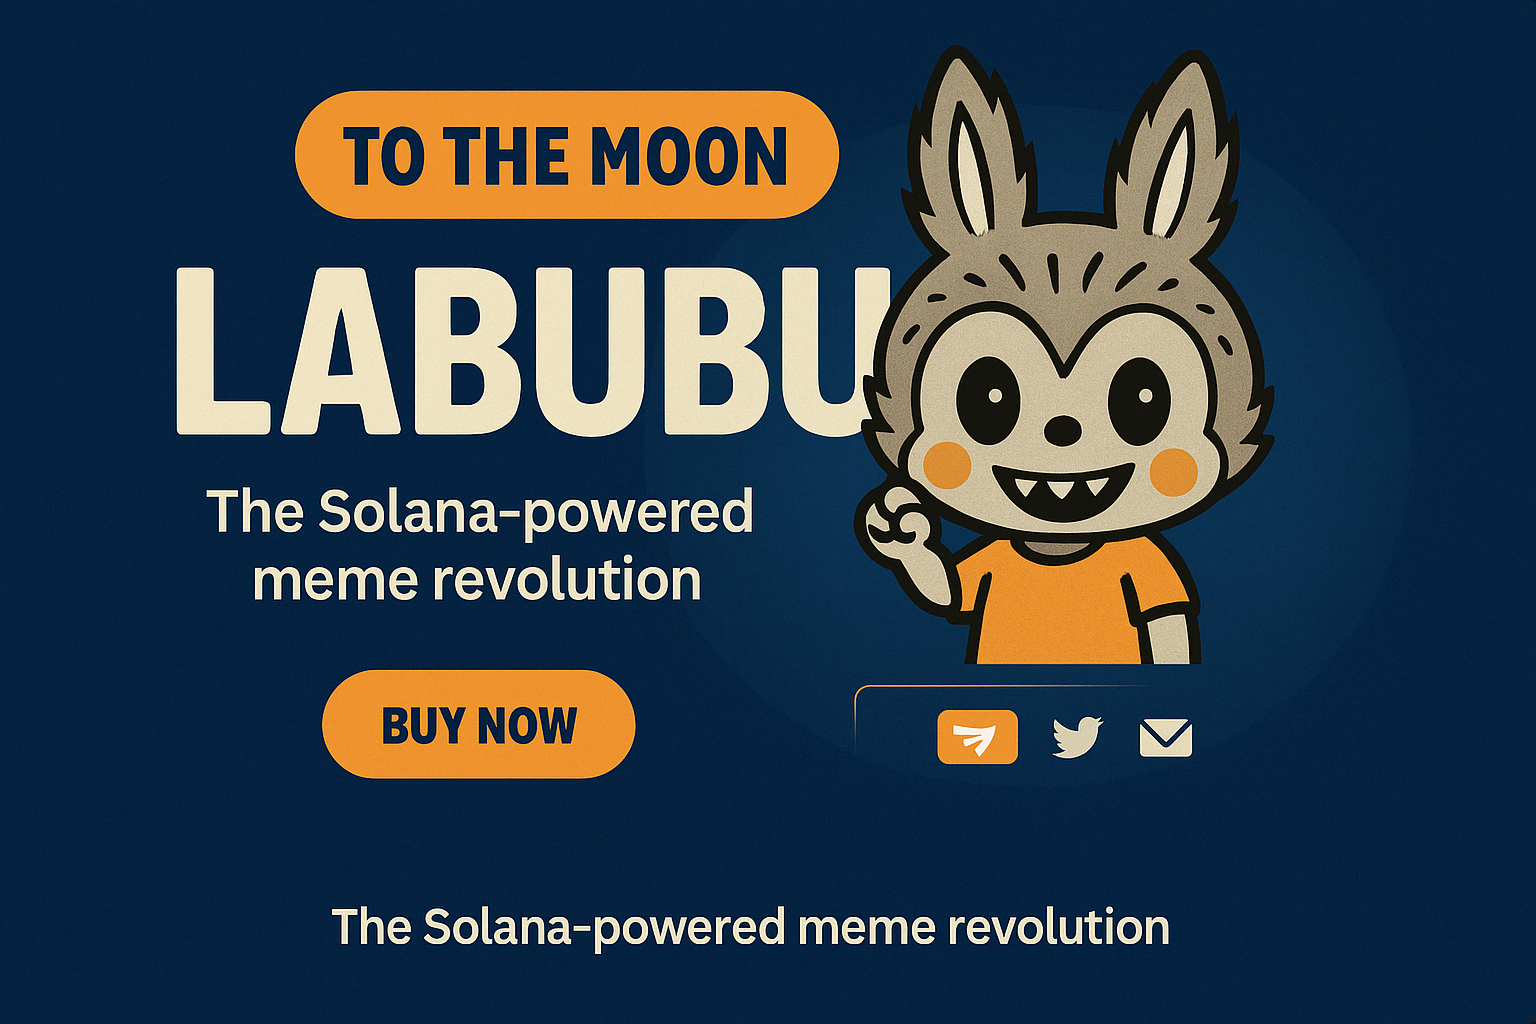 TO THE MOON
LABUBU
The Solana-powered
meme revolution
BUY NOW
The Solana-powered meme revolution